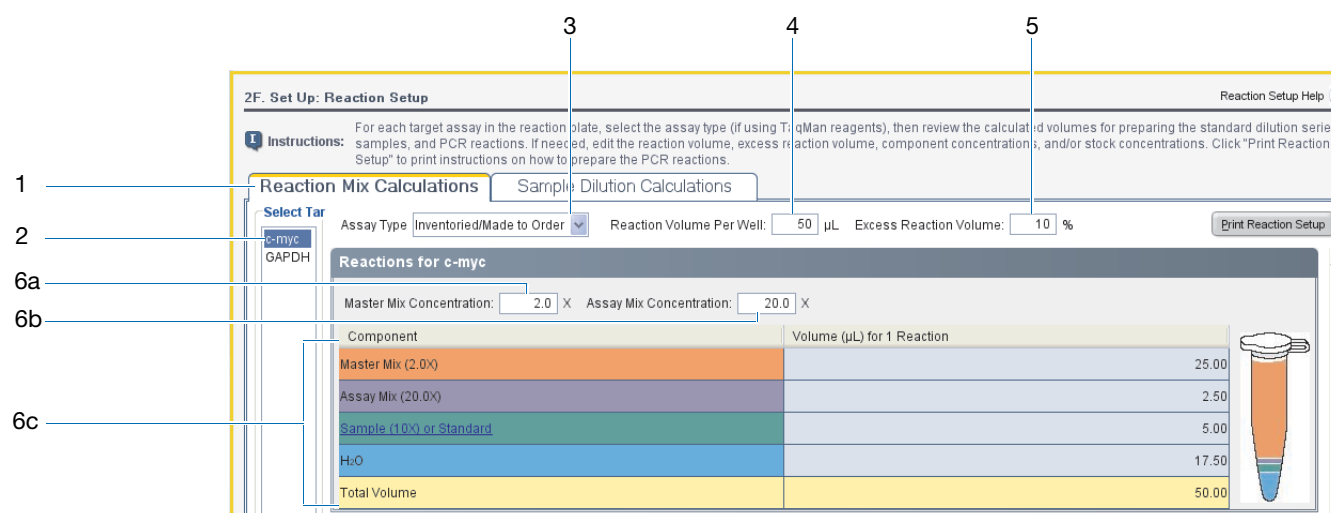 3
4
5
2F. Set Up: Reaction Setup
Reaction Setup Help
Instructions:
For each target assay in the reaction plate, select the assay type (if using TaqMan reagents), then review the calculated volumes for preparing the standard dilution serie
samples, and PCR reactions. If needed, edit the reaction volume, excess reaction volume, component concentrations, and/or stock concentrations. Click "Print Reaction
Setup" to print instructions on how to prepare the PCR reactions.
1
Reaction Mix Calculations
Sample Dilution Calculations
Select Tar
Assay Type Inventoried/Made to Order
Reaction Volume Per Well: 50 µL
Excess Reaction Volume: 10 %
Print Reaction Setup
2
c-myc
GAPDH
Reactions for c-myc
6a
Master Mix Concentration: 2.0 X
Assay Mix Concentration: 20.0 X
6b
Component
Volume (µL) for 1 Reaction
Master Mix (2.0X)
25.00
Assay Mix (20.0X)
2.50
6c
Sample (10X) or Standard
5.00
H₂O
17.50
Total Volume
50.00